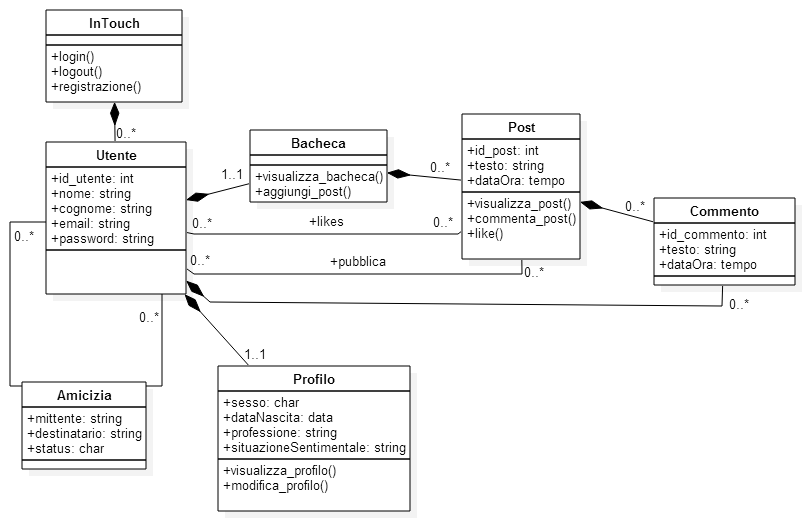 InTouch
+login()
+logout()
+registrazione()
0..*
Utente
+id_utente: int
+nome: string
+cognome: string
+email: string
+password: string
1..1
Bacheca
+visualizza_bacheca()
+aggiungi_post()
0..*
Post
+id_post: int
+testo: string
+dataOra: tempo
+visualizza_post()
+commenta_post()
+like()
0..*
Commento
+id_commento: int
+testo: string
+dataOra: tempo
0..*
+likes
0..*
0..*
+pubblica
0..*
0..*
0..*
0..*
1..1
Amicizia
+mittente: string
+destinatario: string
+status: char
Profilo
+sesso: char
+dataNascita: data
+professione: string
+situazioneSentimentale: string
+visualizza_profilo()
+modifica_profilo()